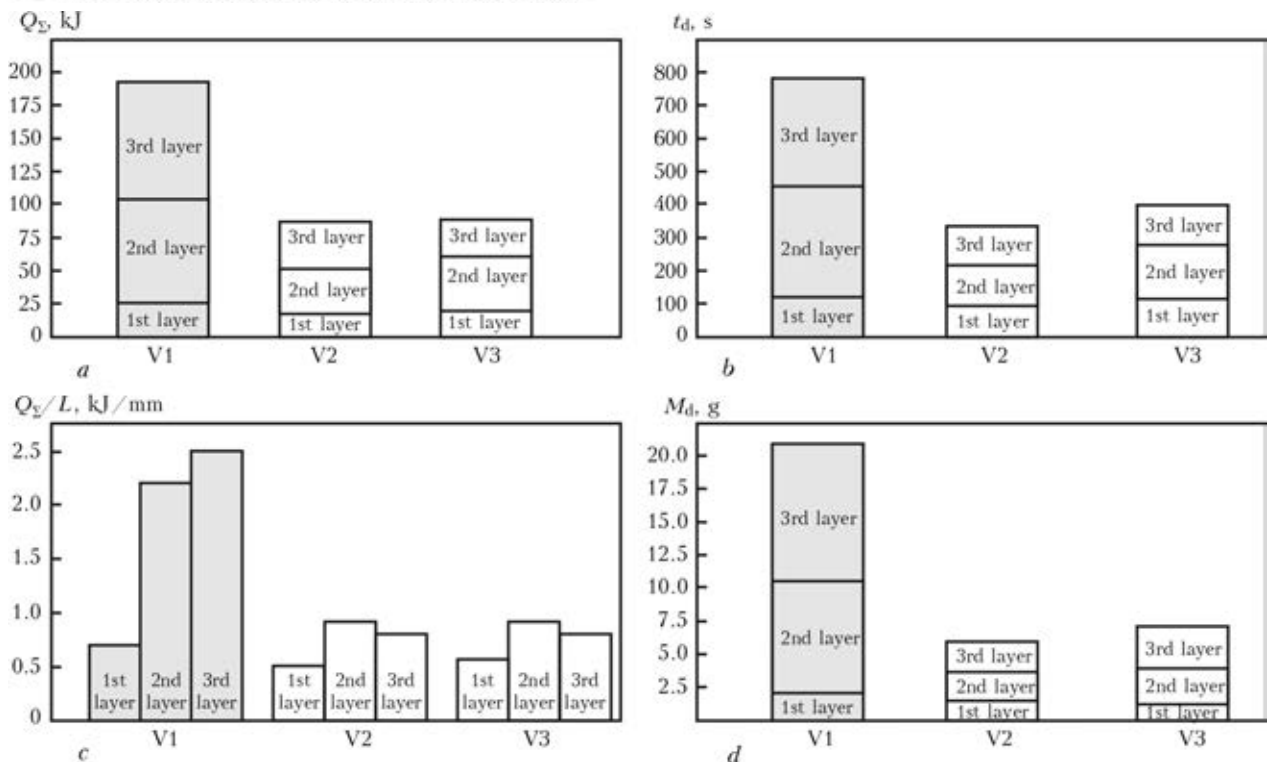 Q_Σ, kJ
200
175
150
125
100
75
50
25
0
3rd layer
2nd layer
1st layer
3rd layer
2nd layer
1st layer
3rd layer
2nd layer
1st layer
V1 V2 V3
a
t_d, s
800
700
600
500
400
300
200
100
0
3rd layer
2nd layer
1st layer
3rd layer
2nd layer
1st layer
3rd layer
2nd layer
1st layer
V1 V2 V3
b
Q_Σ/L, kJ/mm
2.5
2.0
1.5
1.0
0.5
0
1st layer
2nd layer
3rd layer
1st layer
2nd layer
3rd layer
1st layer
2nd layer
3rd layer
V1 V2 V3
c
M_d, g
20.0
17.5
15.0
12.5
10.0
7.5
5.0
2.5
3rd layer
2nd layer
1st layer
3rd layer
2nd layer
1st layer
3rd layer
2nd layer
1st layer
V1 V2 V3
d